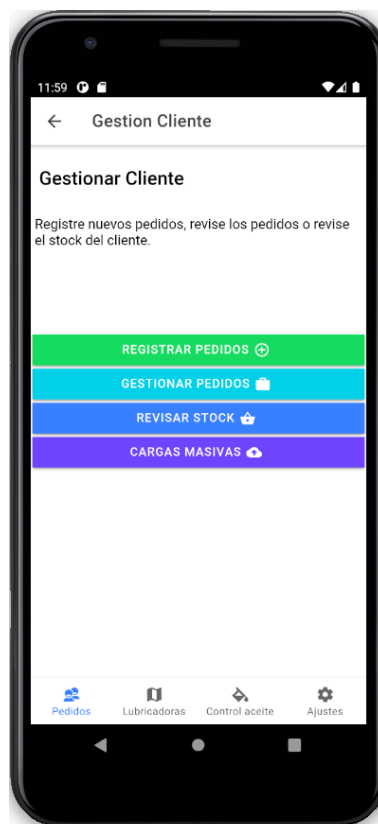 11:59
Gestion Cliente
Gestionar Cliente
Registre nuevos pedidos, revise los pedidos o revise
el stock del cliente.
REGISTRAR PEDIDOS
GESTIONAR PEDIDOS
REVISAR STOCK
CARGAS MASIVAS
Pedidos Lubricadoras Control aceite Ajustes